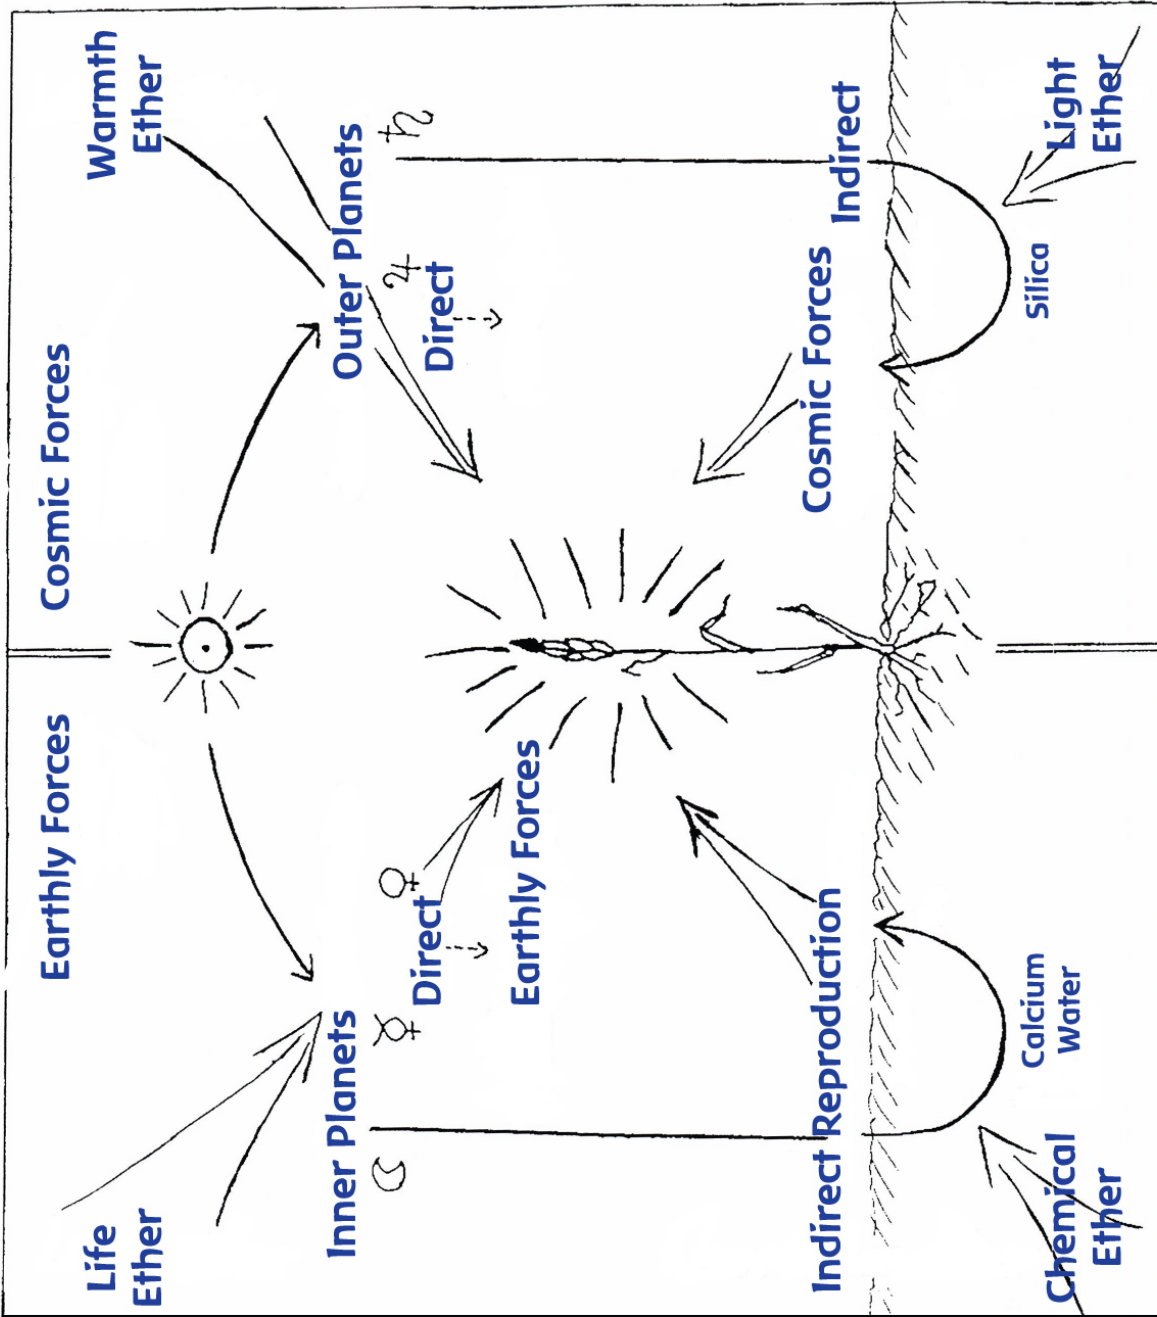 Earthly Forces
Cosmic Forces
Life
Ether
Warmth
Ether
Inner Planets
Outer Planets
☽ ☿ ♀
♃ ♄
Direct
Direct
Earthly Forces
Cosmic Forces
Indirect Reproduction
Indirect
Calcium
Water
Silica
Chemical
Ether
Light
Ether